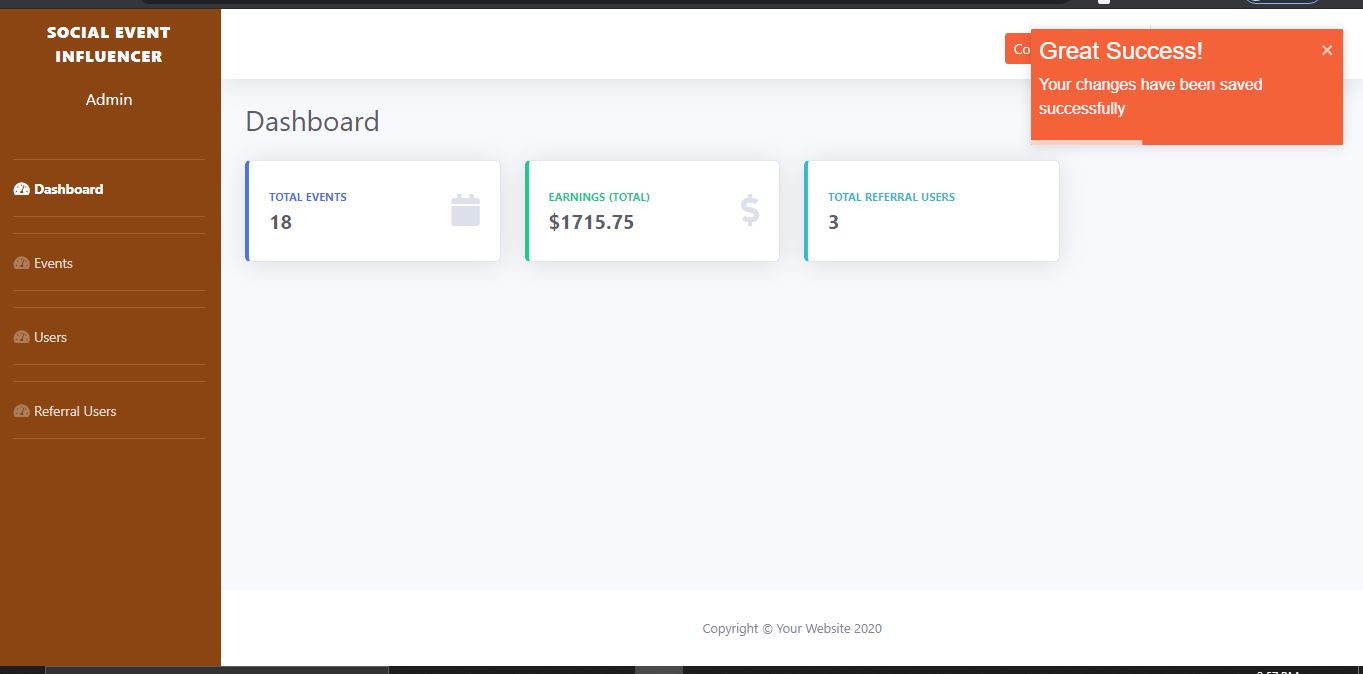 SOCIAL EVENT
INFLUENCER
Admin
Dashboard
Events
Users
Referral Users
Co
Great Success!
×
Your changes have been saved
successfully
Dashboard
TOTAL EVENTS
18
EARNINGS (TOTAL)
$1715.75
TOTAL REFERRAL USERS
3
Copyright © Your Website 2020